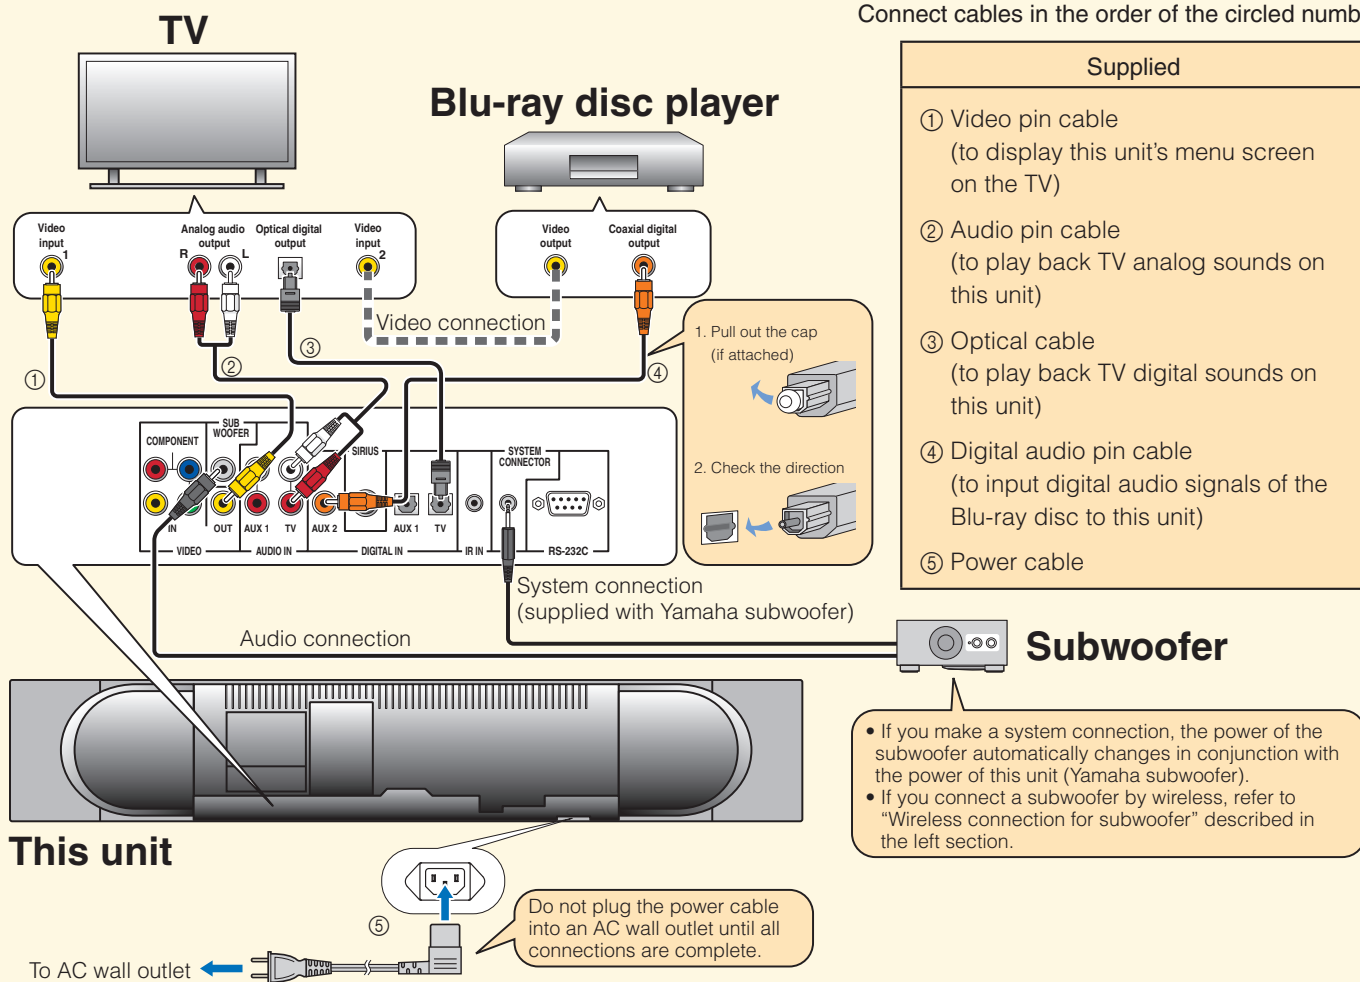 Connect cables in the order of the circled numb
TV
Blu-ray disc player
Supplied
① Video pin cable
(to display this unit's menu screen
on the TV)
② Audio pin cable
(to play back TV analog sounds on
this unit)
③ Optical cable
(to play back TV digital sounds on
this unit)
④ Digital audio pin cable
(to input digital audio signals of the
Blu-ray disc to this unit)
⑤ Power cable
Video
input
1
Analog audio
output
R
L
Optical digital
output
Video
input
2
Video
output
Coaxial digital
output
Video connection
①
②
③
④
1. Pull out the cap
(if attached)
2. Check the direction
COMPONENT
SUB
WOOFER
SIRIUS
SYSTEM
CONNECTOR
IN
OUT
AUX 1
TV
AUX 2
AUX 1
TV
VIDEO
AUDIO IN
DIGITAL IN
IR IN
RS-232C
System connection
(supplied with Yamaha subwoofer)
Audio connection
Subwoofer
• If you make a system connection, the power of the
subwoofer automatically changes in conjunction with
the power of this unit (Yamaha subwoofer).
• If you connect a subwoofer by wireless, refer to
“Wireless connection for subwoofer” described in
the left section.
This unit
⑤
Do not plug the power cable
into an AC wall outlet until all
connections are complete.
To AC wall outlet